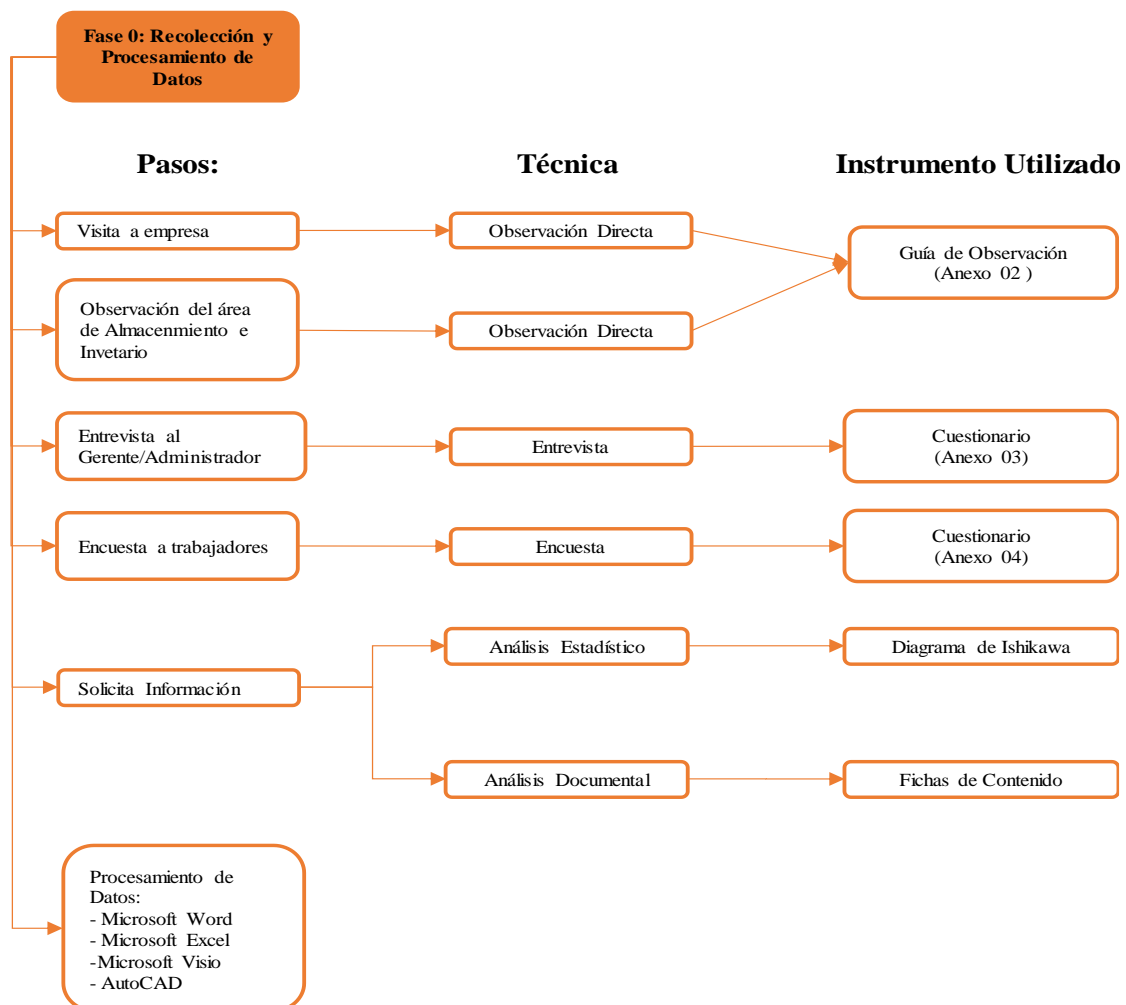 Fase 0: Recolección y
Procesamiento de
Datos
Pasos:
Técnica
Instrumento Utilizado
Visita a empresa
Observación Directa
Guía de Observación
(Anexo 02 )
Observación del área
de Almacenmiento e
Invetario
Observación Directa
Entrevista al
Gerente/Administrador
Entrevista
Cuestionario
(Anexo 03)
Encuesta a trabajadores
Encuesta
Cuestionario
(Anexo 04)
Solicita Información
Análisis Estadístico
Diagrama de Ishikawa
Análisis Documental
Fichas de Contenido
Procesamiento de
Datos:
- Microsoft Word
- Microsoft Excel
-Microsoft Visio
- AutoCAD